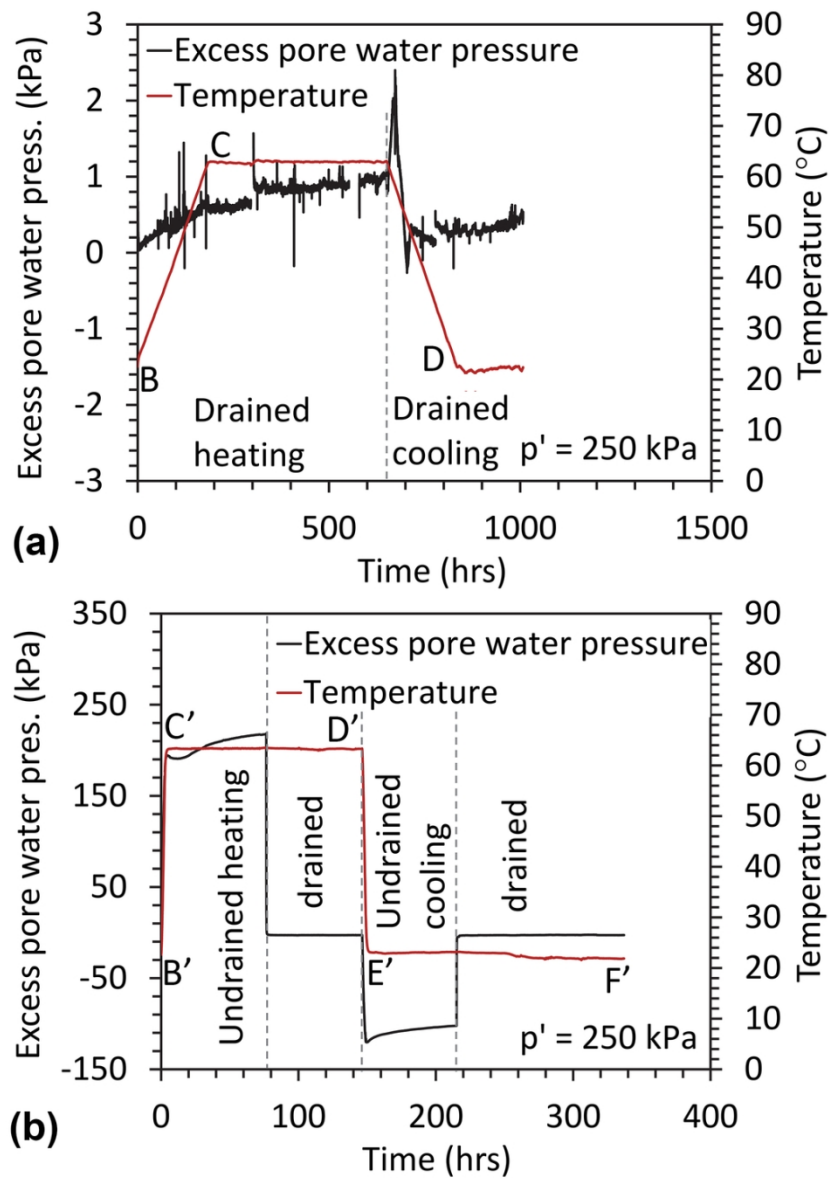 Excess pore water press. (kPa)
3
2
1
0
-1
-2
-3
Excess pore water pressure
Temperature
C
B
D
Drained
heating
Drained
cooling
p' = 250 kPa
90
80
70
60
50
40
30
20
10
0
Temperature (°C)
0
500
1000
1500
Time (hrs)
(a)
Excess pore water pres. (kPa)
350
250
150
50
-50
-150
Excess pore water pressure
Temperature
C’
D’
B’
E’
F’
Undrained heating
drained
Undrained
cooling
drained
p' = 250 kPa
90
80
70
60
50
40
30
20
10
0
Temperature (°C)
0
100
200
300
400
Time (hrs)
(b)